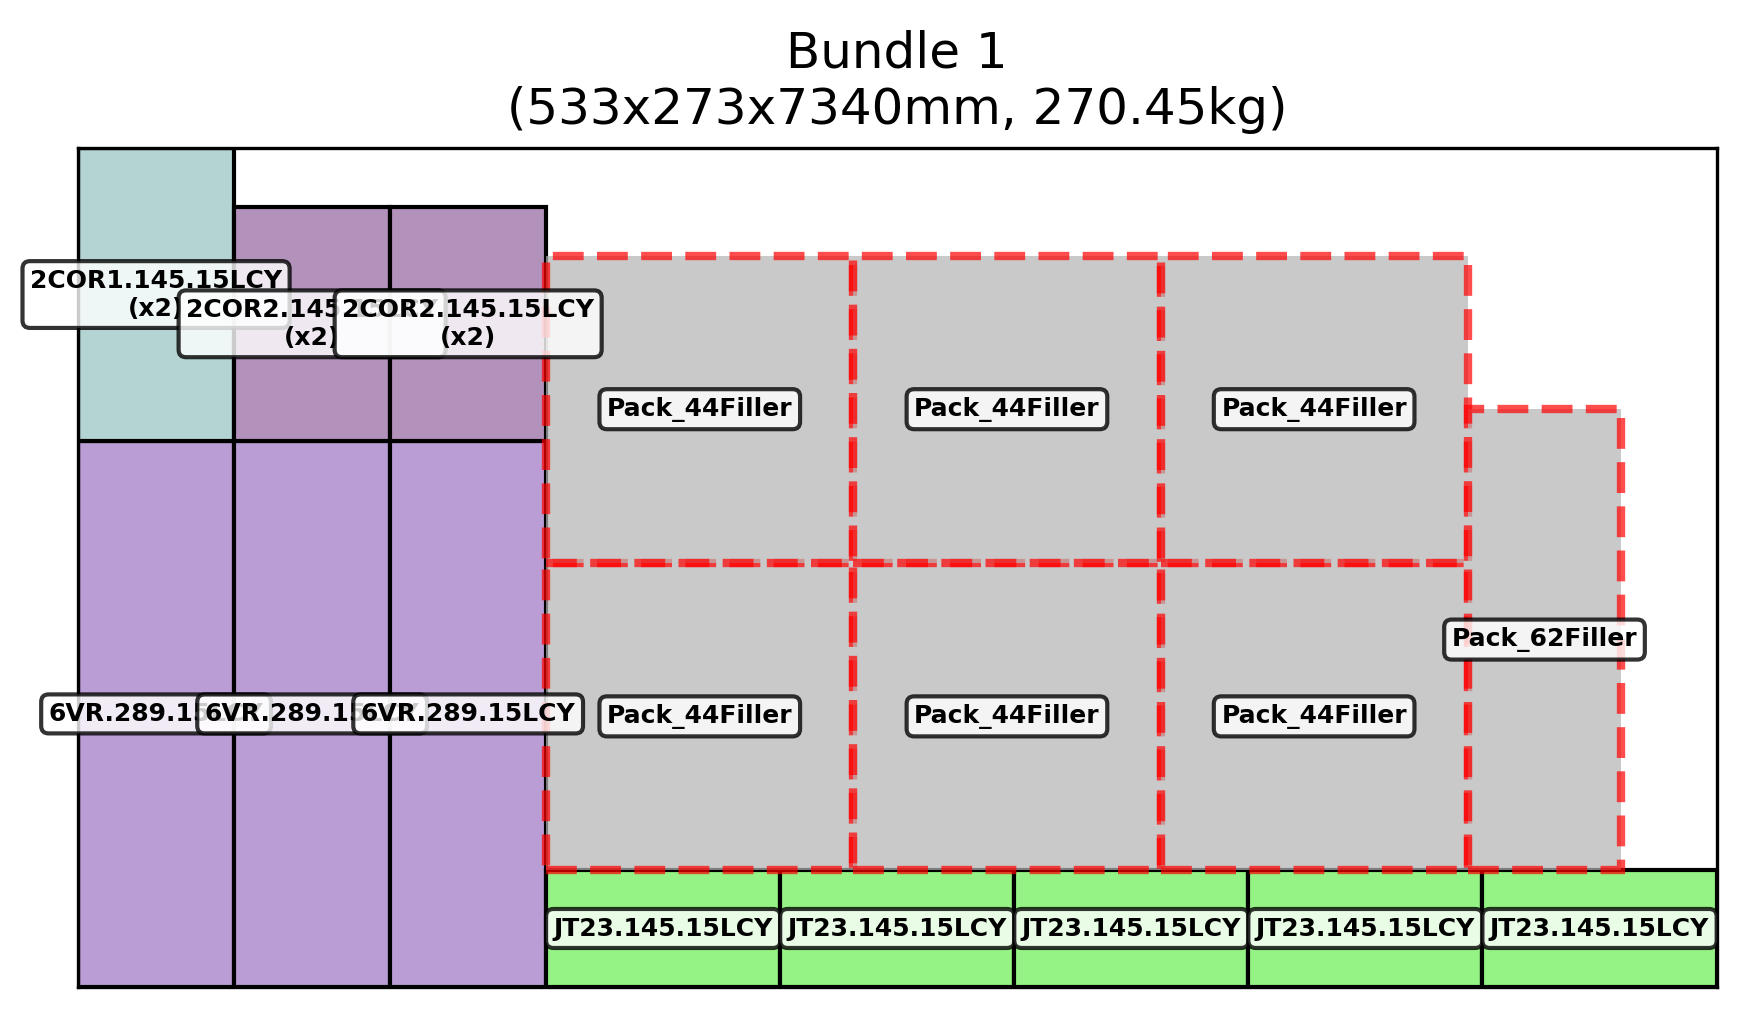 Bundle 1
(533x273x7340mm, 270.45kg)
2COR1.145.15LCY
(x2)
2COR2.145
(x2)
2COR2.145.15LCY
(x2)
Pack_44Filler
Pack_44Filler
Pack_44Filler
Pack_62Filler
6VR.289.15
6VR.289.15
6VR.289.15LCY
Pack_44Filler
Pack_44Filler
Pack_44Filler
JT23.145.15LCY
JT23.145.15LCY
JT23.145.15LCY
JT23.145.15LCY
JT23.145.15LCY